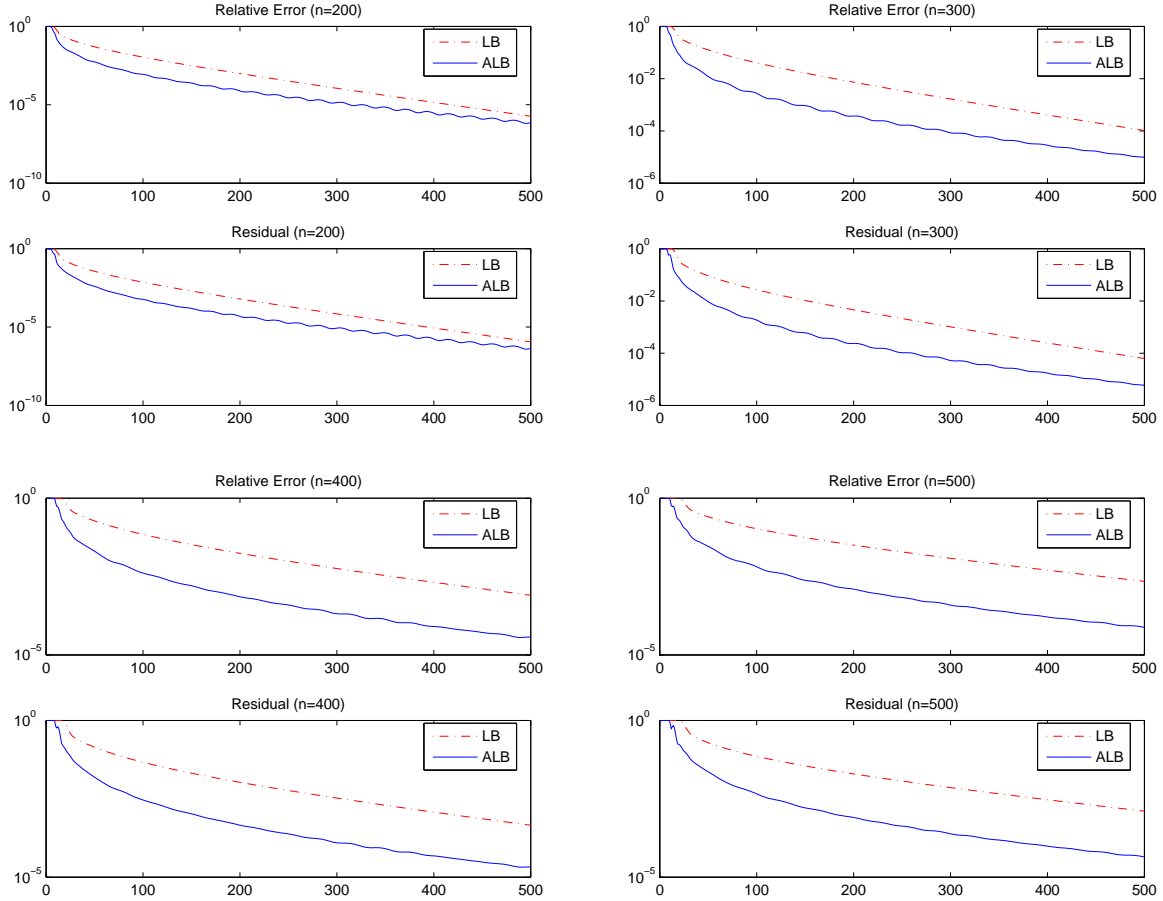 Relative Error (n=200)
10^0
10^-5
10^-10
0 100 200 300 400 500
LB
ALB
Relative Error (n=300)
10^0
10^-2
10^-4
10^-6
0 100 200 300 400 500
LB
ALB
Residual (n=200)
10^0
10^-5
10^-10
0 100 200 300 400 500
LB
ALB
Residual (n=300)
10^0
10^-2
10^-4
10^-6
0 100 200 300 400 500
LB
ALB
Relative Error (n=400)
10^0
10^-5
0 100 200 300 400 500
LB
ALB
Relative Error (n=500)
10^0
10^-5
0 100 200 300 400 500
LB
ALB
Residual (n=400)
10^0
10^-5
0 100 200 300 400 500
LB
ALB
Residual (n=500)
10^0
10^-5
0 100 200 300 400 500
LB
ALB